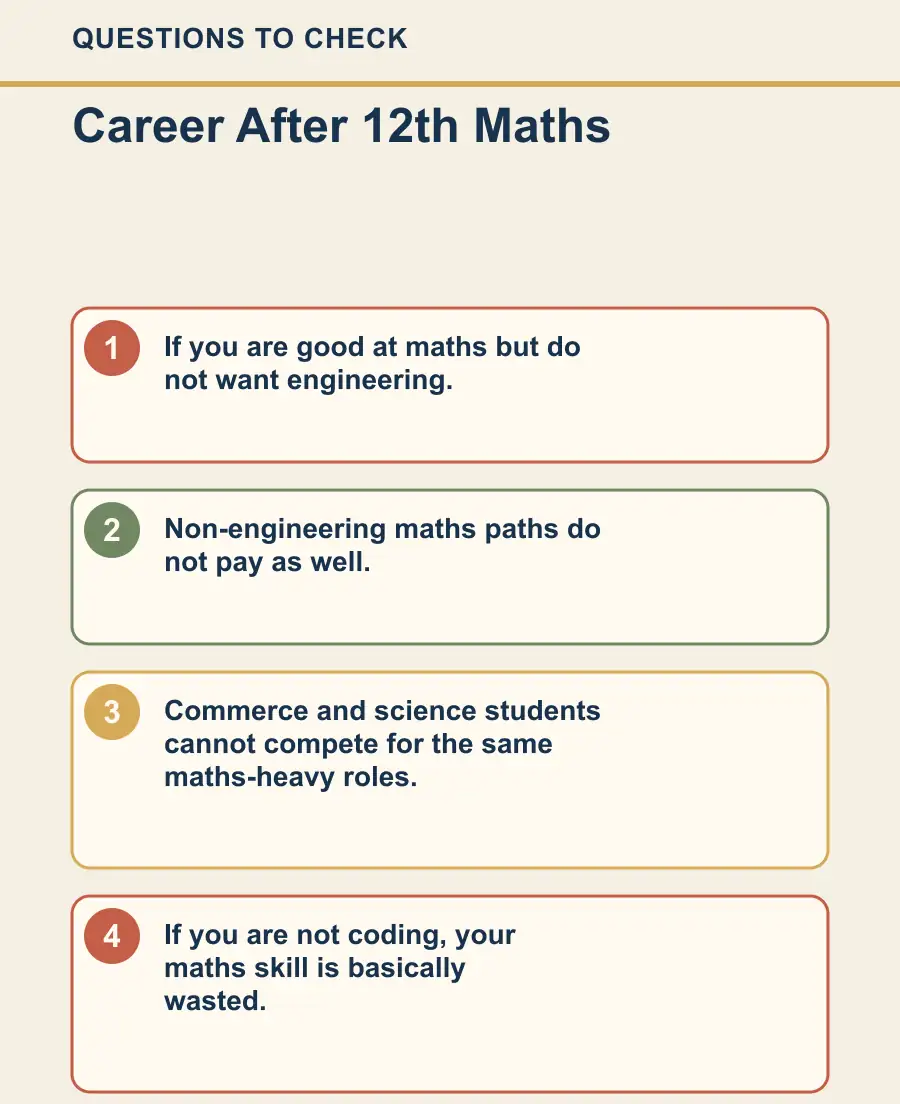 QUESTIONS TO CHECK
Career After 12th Maths
1
If you are good at maths but do
not want engineering.
2
Non-engineering maths paths do
not pay as well.
3
Commerce and science students
cannot compete for the same
maths-heavy roles.
4
If you are not coding, your
maths skill is basically
wasted.